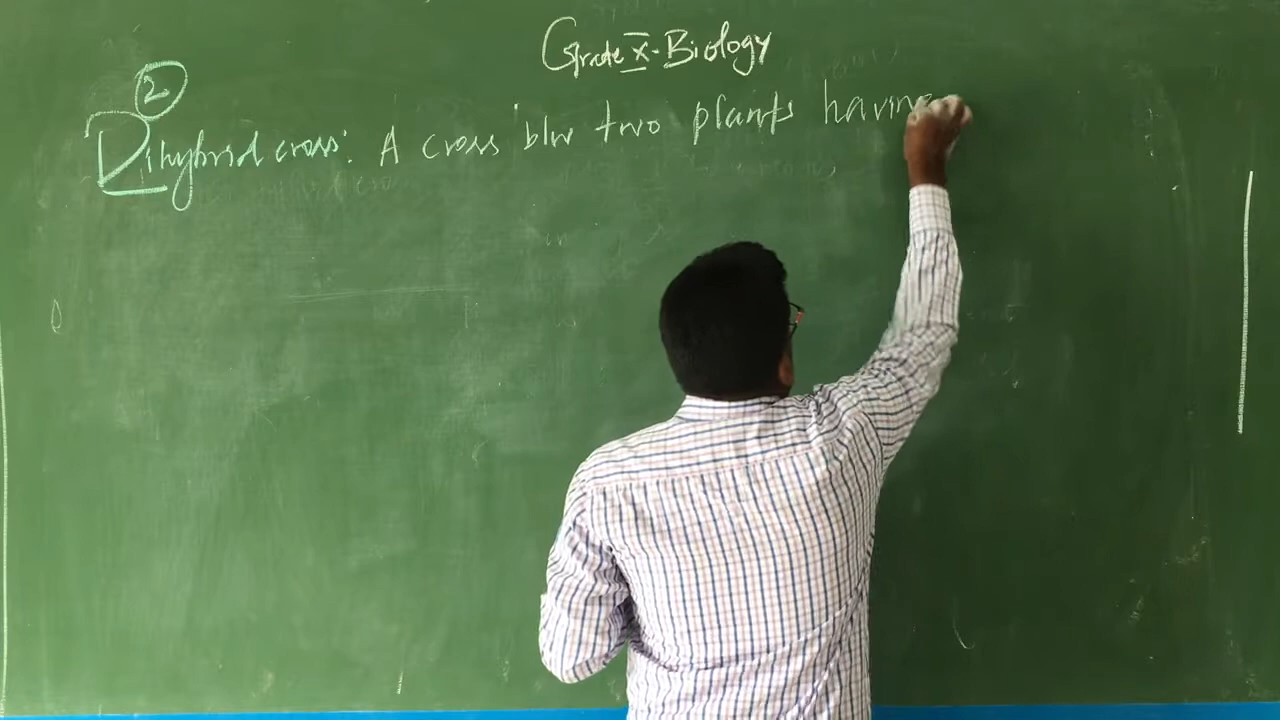 Grade X - Biology
②
Dihybrid cross: A cross b/w two plants having